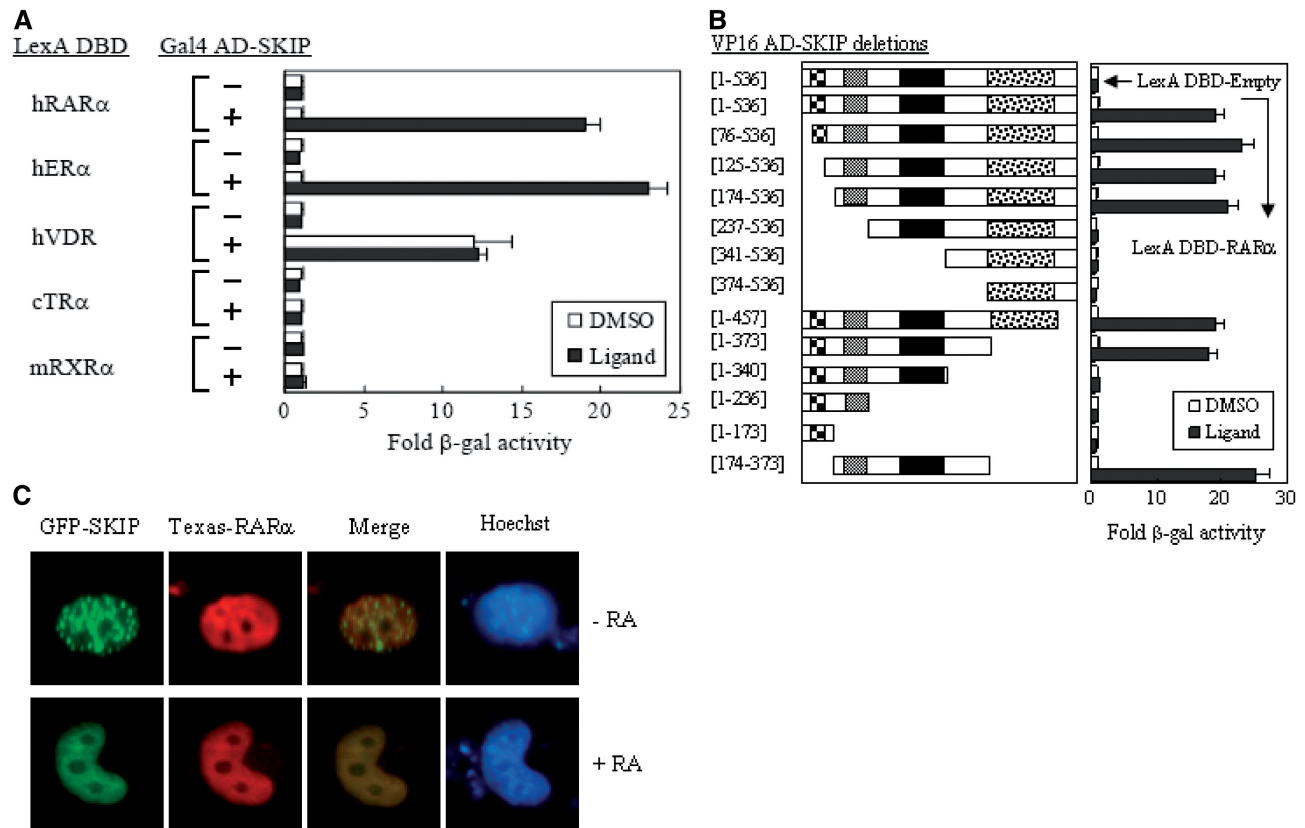 A
LexA DBD Gal4 AD-SKIP
hRARα
−
+
hERα
−
+
hVDR
−
+
cTRα
−
+
mRXRα
−
+
DMSO
Ligand
0 5 10 15 20 25
Fold β-gal activity
B
VP16 AD-SKIP deletions
[1-536]
[1-536]
[76-536]
[125-536]
[174-536]
[237-536]
[341-536]
[374-536]
[1-457]
[1-373]
[1-340]
[1-236]
[1-173]
[174-373]
LexA DBD-Empty
LexA DBD-RARα
DMSO
Ligand
0 10 20 30
Fold β-gal activity
C
GFP-SKIP Texas-RARα Merge Hoechst
- RA
+ RA